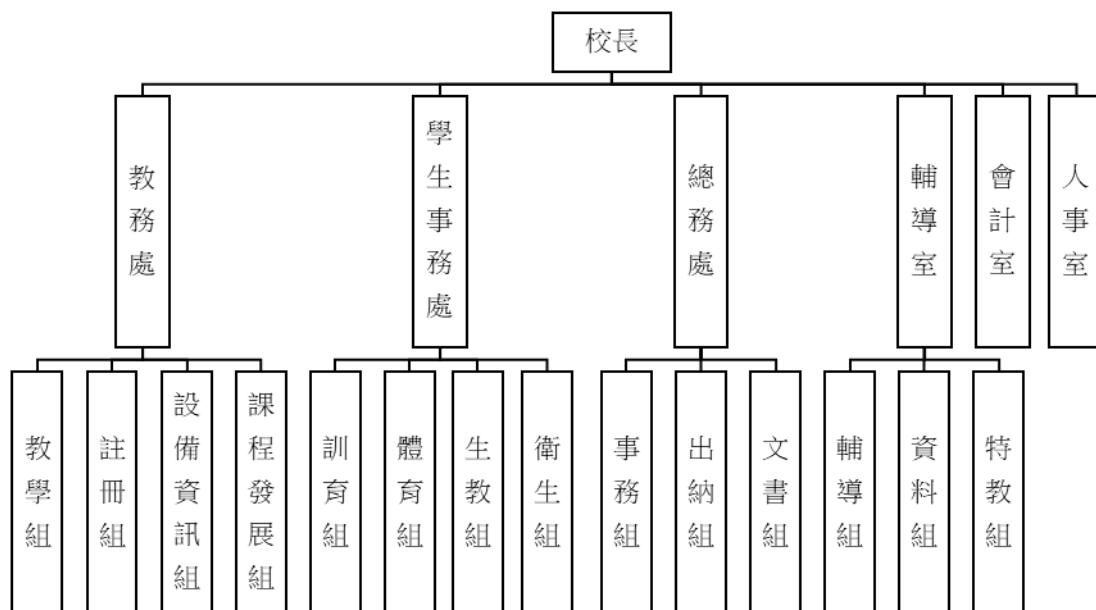 校長
教務處
學生事務處
總務處
輔導室
會計室
人事室
教學組
註冊組
設備資訊組
課程發展組
訓育組
體育組
生教組
衛生組
事務組
出納組
文書組
輔導組
資料組
特教組